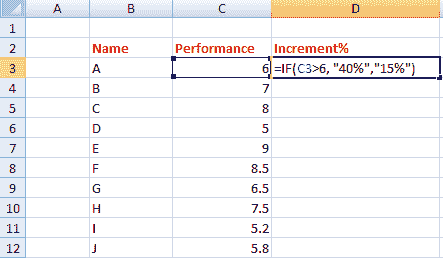 A B C D
1
2 Name Performance Increment%
3 A 6 =IF(C3>6, "40%","15%")
4 B 7
5 C 8
6 D 5
7 E 9
8 F 8.5
9 G 6.5
10 H 7.5
11 I 5.2
12 J 5.8